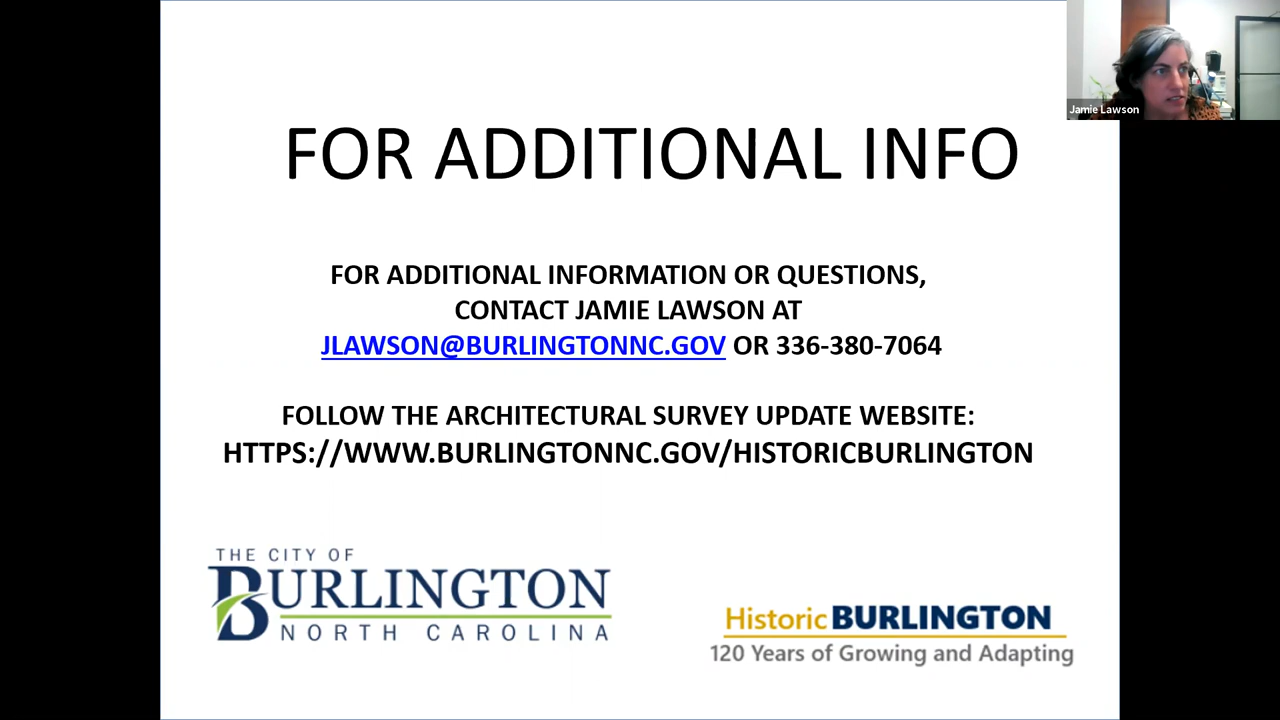 Jamie Lawson
FOR ADDITIONAL INFO
FOR ADDITIONAL INFORMATION OR QUESTIONS,
CONTACT JAMIE LAWSON AT
JLAWSON@BURLINGTONNC.GOV OR 336-380-7064
FOLLOW THE ARCHITECTURAL SURVEY UPDATE WEBSITE:
HTTPS://WWW.BURLINGTONNC.GOV/HISTORICBURLINGTON
THE CITY OF
BURLINGTON
NORTH CAROLINA
Historic BURLINGTON
120 Years of Growing and Adapting